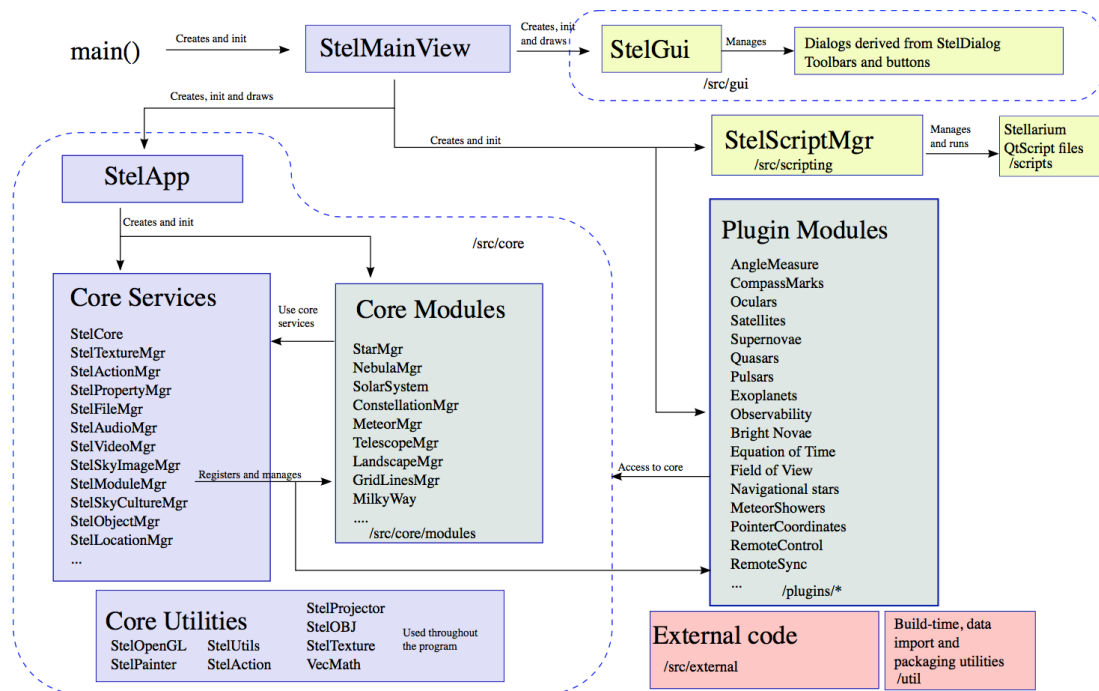 main()
Creates and init
StelMainView
Creates, init
and draws
StelGui
Manages
Dialogs derived from StelDialog
Toolbars and buttons
/src/gui
Creates, init and draws
Creates and init
StelScriptMgr
/src/scripting
Manages
and runs
Stellarium
QtScript files
/scripts
StelApp
Creates and init
/src/core
Core Services
StelCore
StelTextureMgr
StelActionMgr
StelPropertyMgr
StelFileMgr
StelAudioMgr
StelVideoMgr
StelSkyImageMgr
StelModuleMgr
StelSkyCultureMgr
StelObjectMgr
StelLocationMgr
...
Use core
services
Registers and manages
Core Modules
StarMgr
NebulaMgr
SolarSystem
ConstellationMgr
MeteorMgr
TelescopeMgr
LandscapeMgr
GridLinesMgr
MilkyWay
....
/src/core/modules
Access to core
Plugin Modules
AngleMeasure
CompassMarks
Oculars
Satellites
Supernovae
Quasars
Pulsars
Exoplanets
Observability
Bright Novae
Equation of Time
Field of View
Navigational stars
MeteorShowers
PointerCoordinates
RemoteControl
RemoteSync
...
/plugins/*
Core Utilities
StelOpenGL
StelPainter
StelUtils
StelAction
StelProjector
StelOBJ
StelTexture
VecMath
Used throughout
the program
External code
/src/external
Build-time, data
import and
packaging utilities
/util